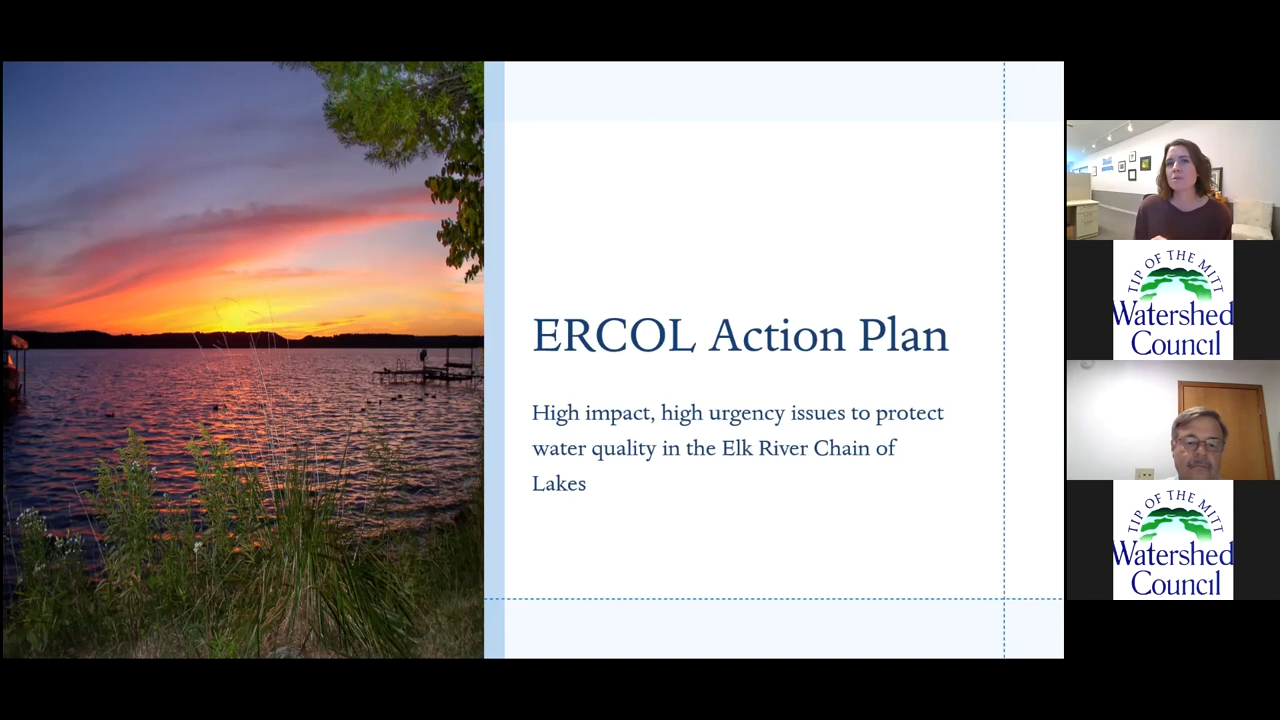 ERCOL Action Plan
High impact, high urgency issues to protect
water quality in the Elk River Chain of
Lakes
TIP OF THE MITT
Watershed
Council
TIP OF THE MITT
Watershed
Council